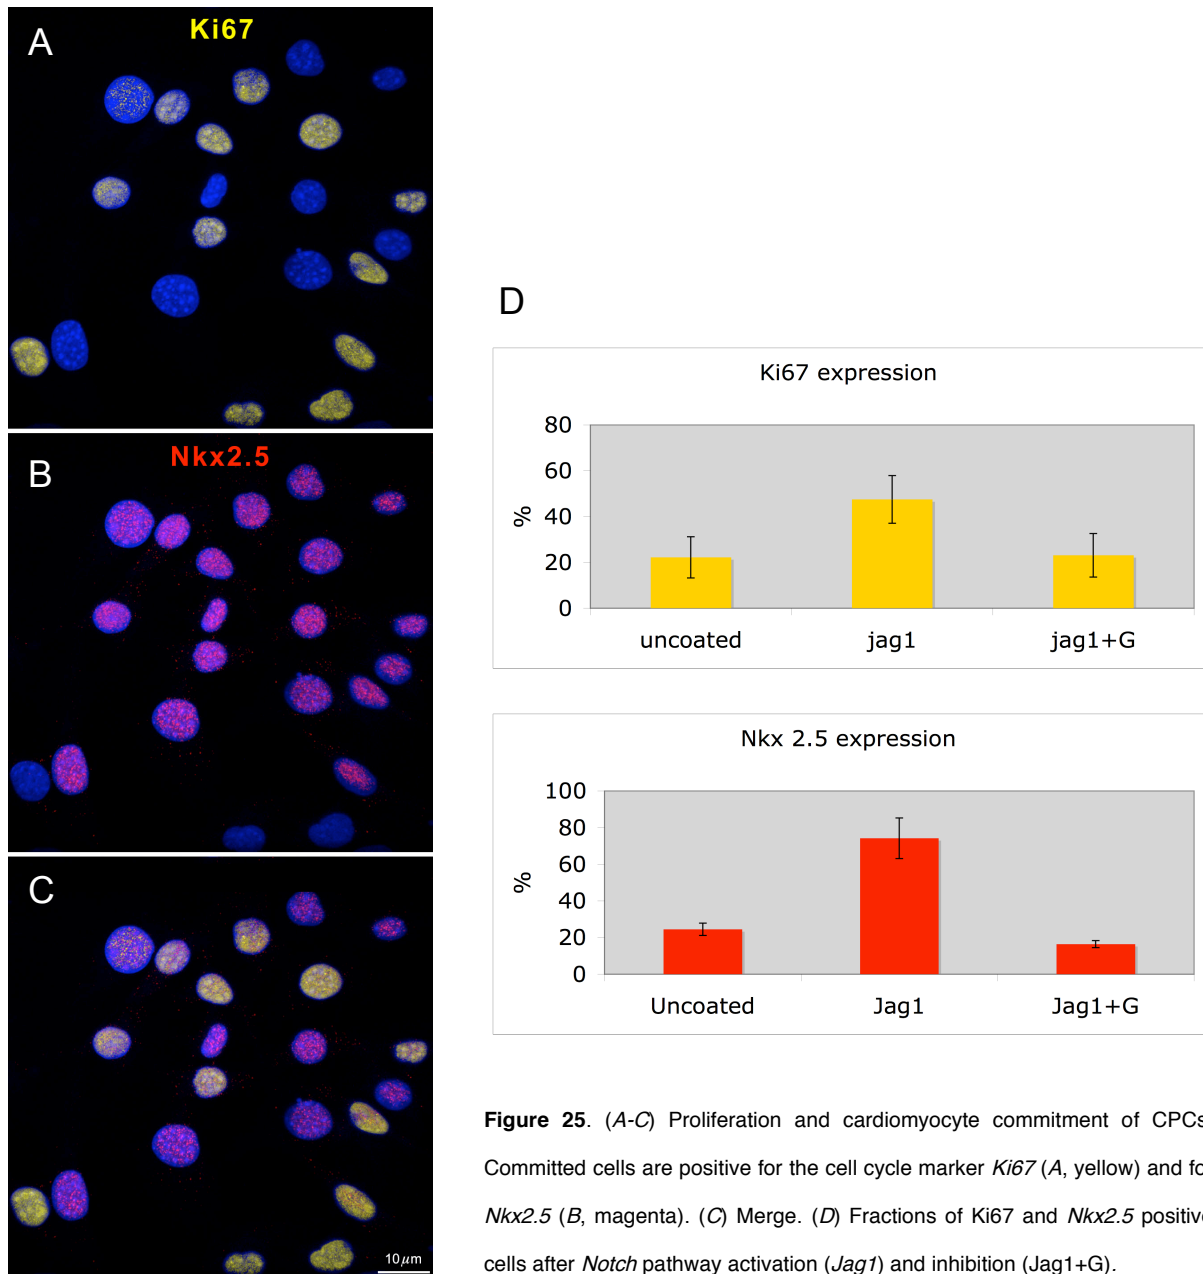 A
Ki67
B
Nkx2.5
C
10 µm
D
Ki67 expression
80
60
40
20
0
%
uncoated
jag1
jag1+G
Nkx 2.5 expression
100
80
60
40
20
0
%
Uncoated
Jag1
Jag1+G
Figure 25. (A-C) Proliferation and cardiomyocyte commitment of CPCs
Committed cells are positive for the cell cycle marker Ki67 (A, yellow) and fo
Nkx2.5 (B, magenta). (C) Merge. (D) Fractions of Ki67 and Nkx2.5 positive
cells after Notch pathway activation (Jag1) and inhibition (Jag1+G).